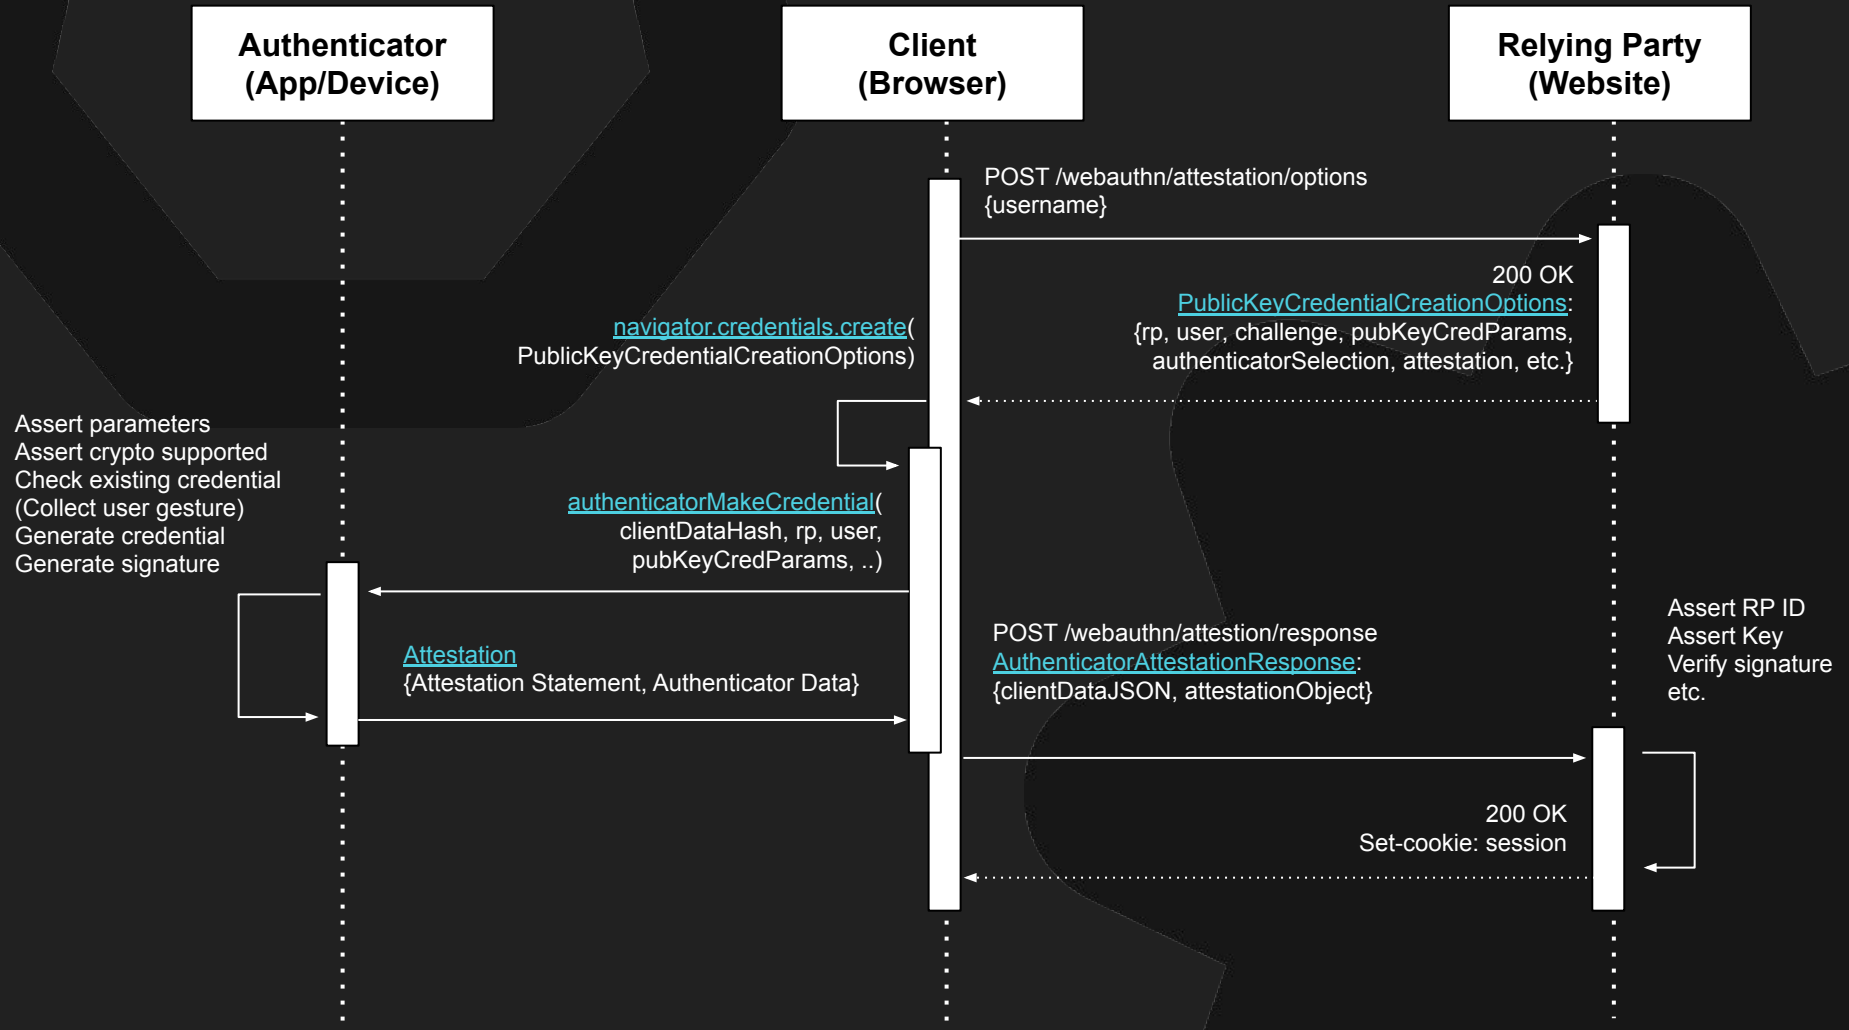 Authenticator
(App/Device)
Client
(Browser)
Relying Party
(Website)
POST /webauthn/attestation/options
{username}
200 OK
PublicKeyCredentialCreationOptions:
{rp, user, challenge, pubKeyCredParams,
authenticatorSelection, attestation, etc.}
navigator.credentials.create(
PublicKeyCredentialCreationOptions)
Assert parameters
Assert crypto supported
Check existing credential
(Collect user gesture)
Generate credential
Generate signature
authenticatorMakeCredential(
clientDataHash, rp, user,
pubKeyCredParams, ..)
Attestation
{Attestation Statement, Authenticator Data}
POST /webauthn/attestion/response
AuthenticatorAttestationResponse:
{clientDataJSON, attestationObject}
Assert RP ID
Assert Key
Verify signature
etc.
200 OK
Set-cookie: session